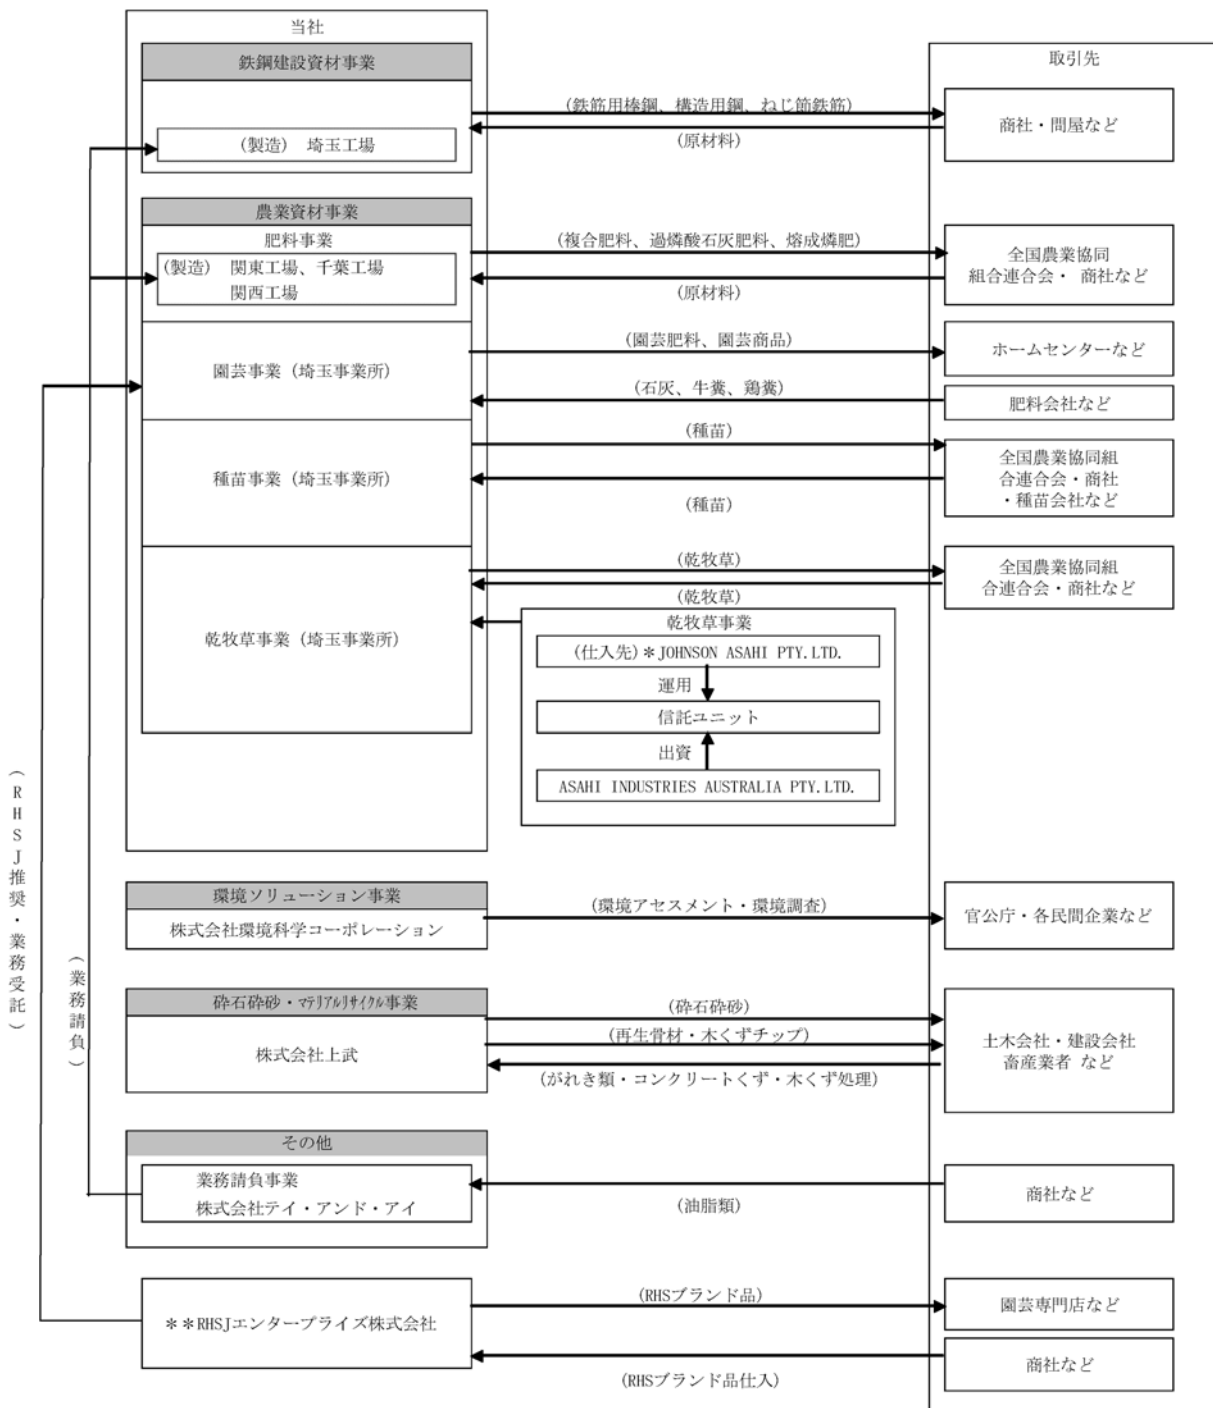 当社
取引先
鉄鋼建設資材事業
(製造) 埼玉工場
(鉄筋用棒鋼、構造用鋼、ねじ節鉄筋)
(原材料)
商社・問屋など
農業資材事業
肥料事業
(製造) 関東工場、千葉工場
関西工場
(複合肥料、過燐酸石灰肥料、熔成燐肥)
(原材料)
全国農業協同
組合連合会・ 商社など
園芸事業 (埼玉事業所)
(園芸肥料、園芸商品)
ホームセンターなど
(石灰、牛糞、鶏糞)
肥料会社など
種苗事業 (埼玉事業所)
(種苗)
(種苗)
全国農業協同組
合連合会・商社
・種苗会社など
乾牧草事業 (埼玉事業所)
(乾牧草)
(乾牧草)
全国農業協同組
合連合会・商社など
乾牧草事業
(仕入先)*JOHNSON ASAHI PTY.LTD.
運用
信託ユニット
出資
ASAHI INDUSTRIES AUSTRALIA PTY.LTD.
(RHSJ推奨・業務受託)
(業務請負)
環境ソリューション事業
株式会社環境科学コーポレーション
(環境アセスメント・環境調査)
官公庁・各民間企業など
砕石砕砂・マテリアルリサイクル事業
株式会社上武
(砕石砕砂)
(再生骨材・木くずチップ)
(がれき類・コンクリートくず・木くず処理)
土木会社・建設会社
畜産業者 など
その他
業務請負事業
株式会社テイ・アンド・アイ
(油脂類)
商社など
**RHSJエンタープライズ株式会社
(RHSブランド品)
園芸専門店など
(RHSブランド品仕入)
商社など